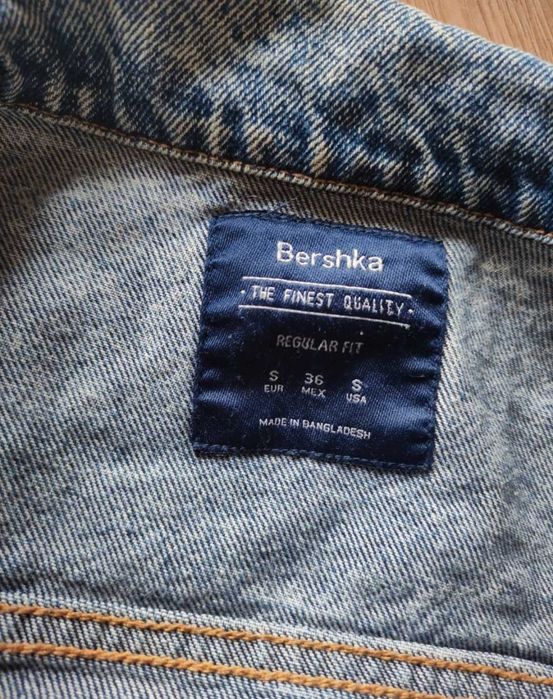 Bershka
· THE FINEST QUALITY ·
REGULAR FIT
S 36 S
EUR MEX USA
MADE IN BANGLADESH